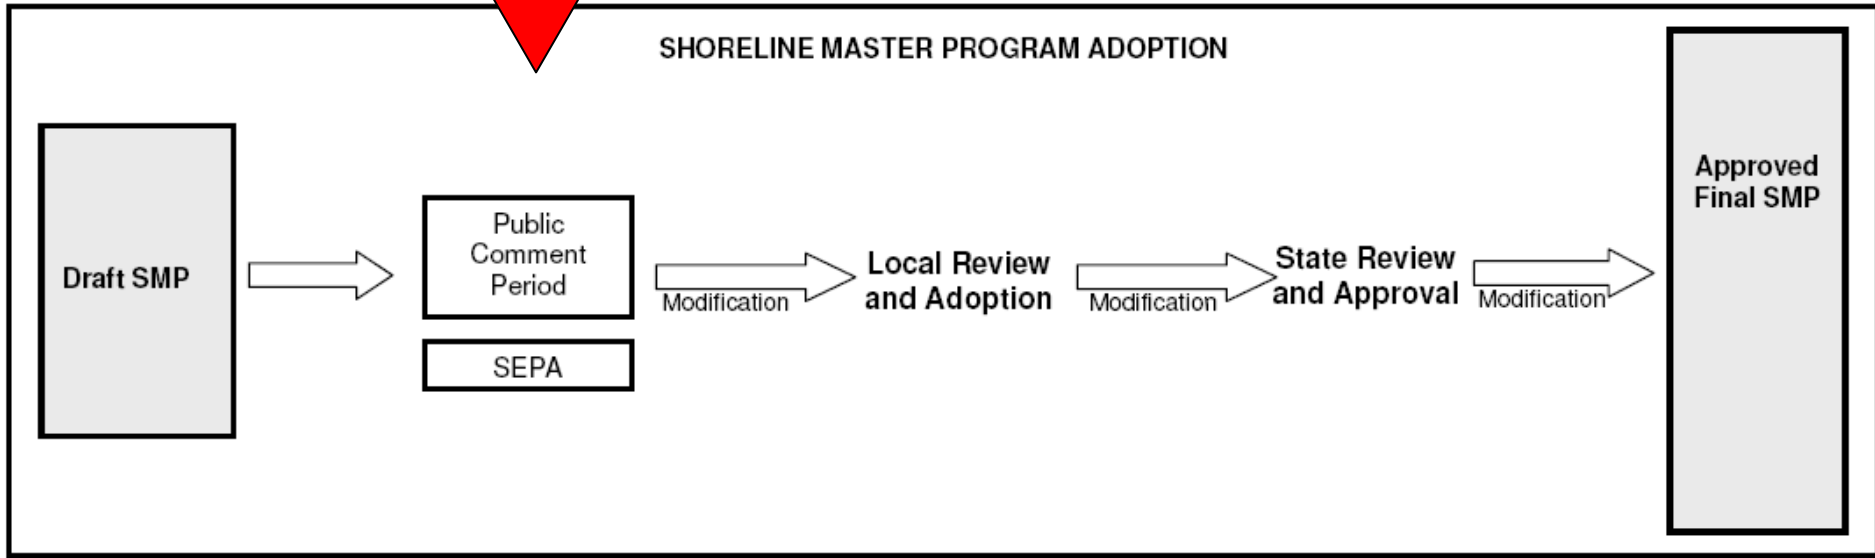 SHORELINE MASTER PROGRAM ADOPTION
Draft SMP
Public
Comment
Period
SEPA
Modification
Local Review
and Adoption
Modification
State Review
and Approval
Modification
Approved
Final SMP